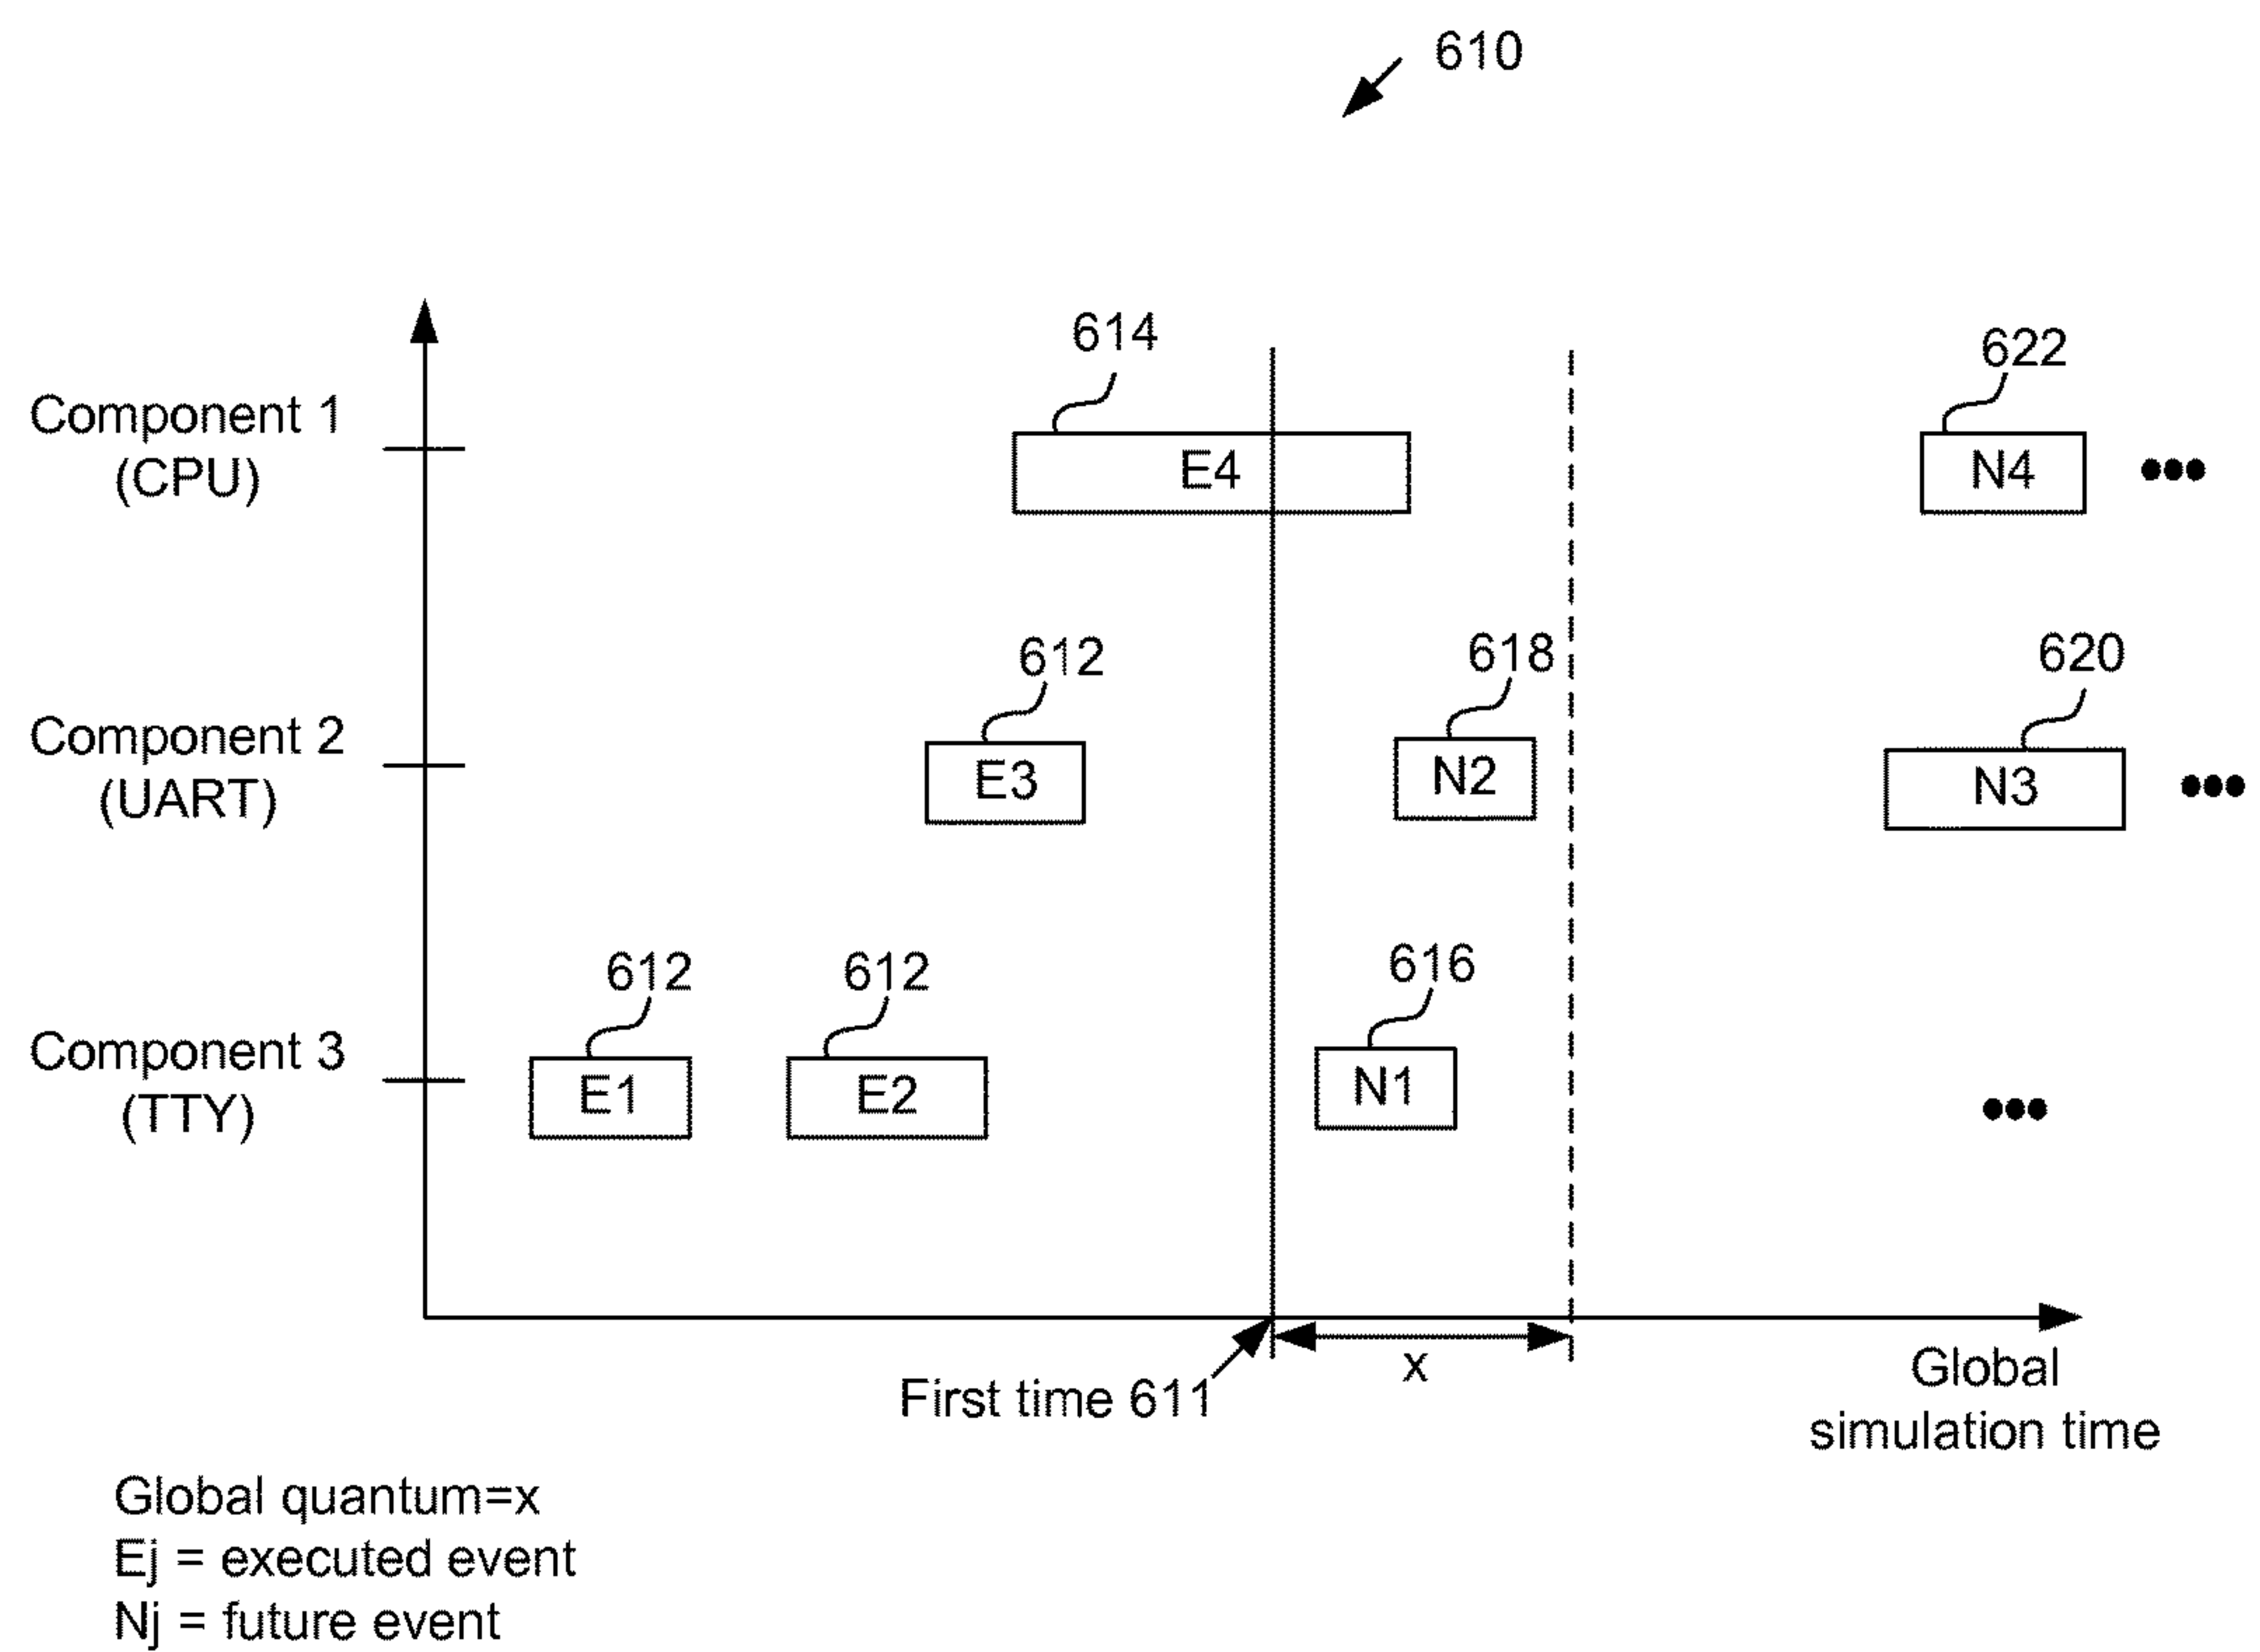 610
614
622
Component 1
(CPU)
E4
N4
•••
612
618
620
Component 2
(UART)
E3
N2
N3
•••
612
612
616
Component 3
(TTY)
E1
E2
N1
•••
First time 611
x
Global
simulation time
Global quantum=x
Ej = executed event
Nj = future event